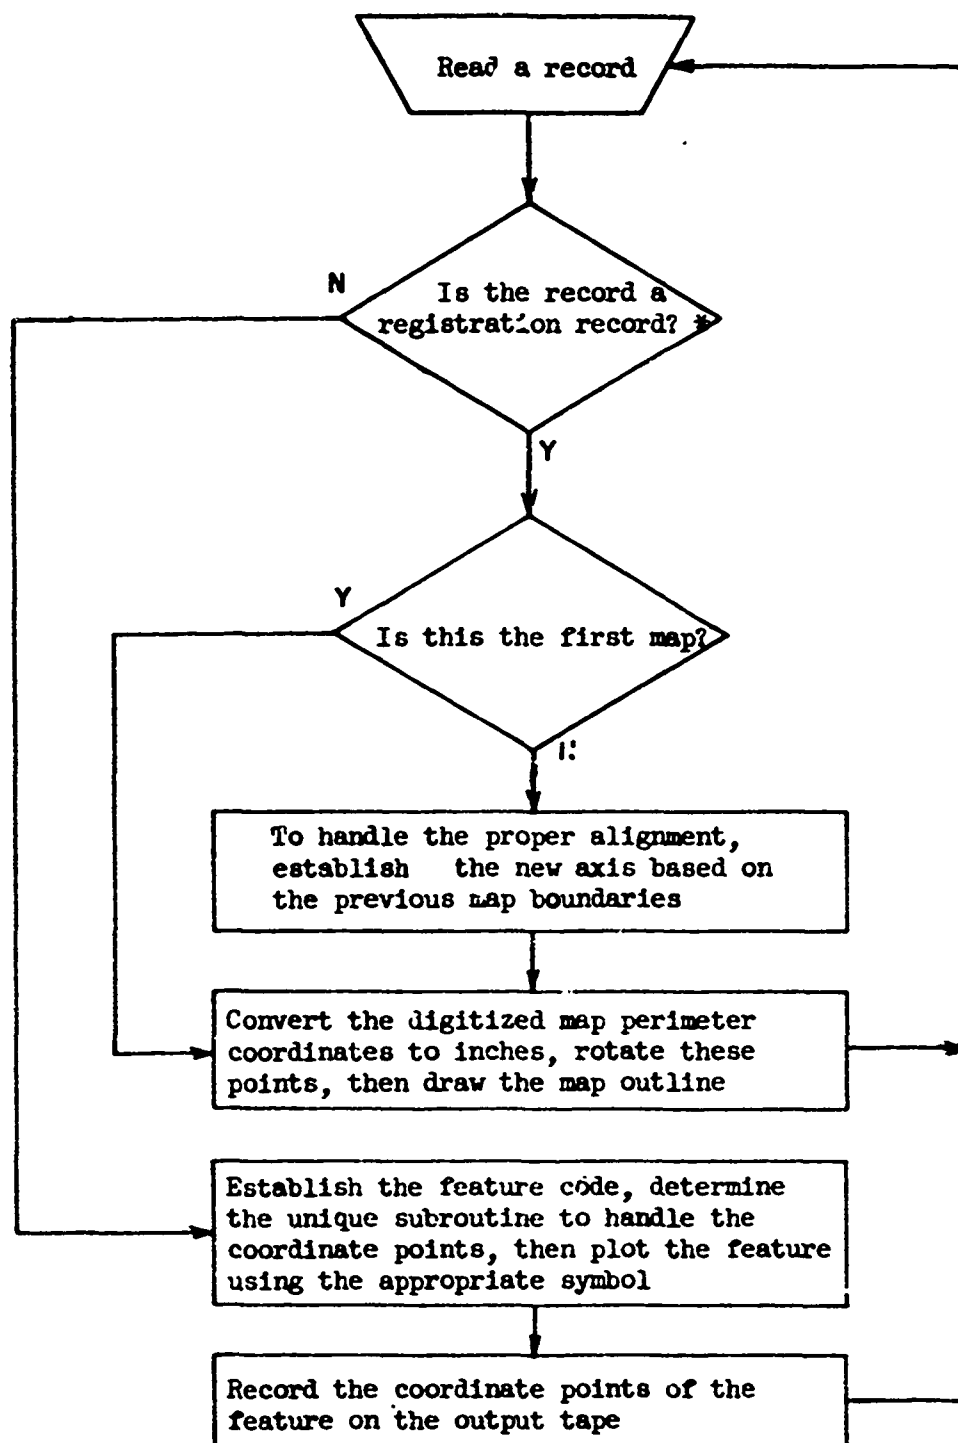 Read a record
N
Is the record a
registration record? *
Y
Y
Is this the first map?
To handle the proper alignment,
establish the new axis based on
the previous map boundaries
Convert the digitized map perimeter
coordinates to inches, rotate these
points, then draw the map outline
Establish the feature code, determine
the unique subroutine to handle the
coordinate points, then plot the feature
using the appropriate symbol
Record the coordinate points of the
feature on the output tape